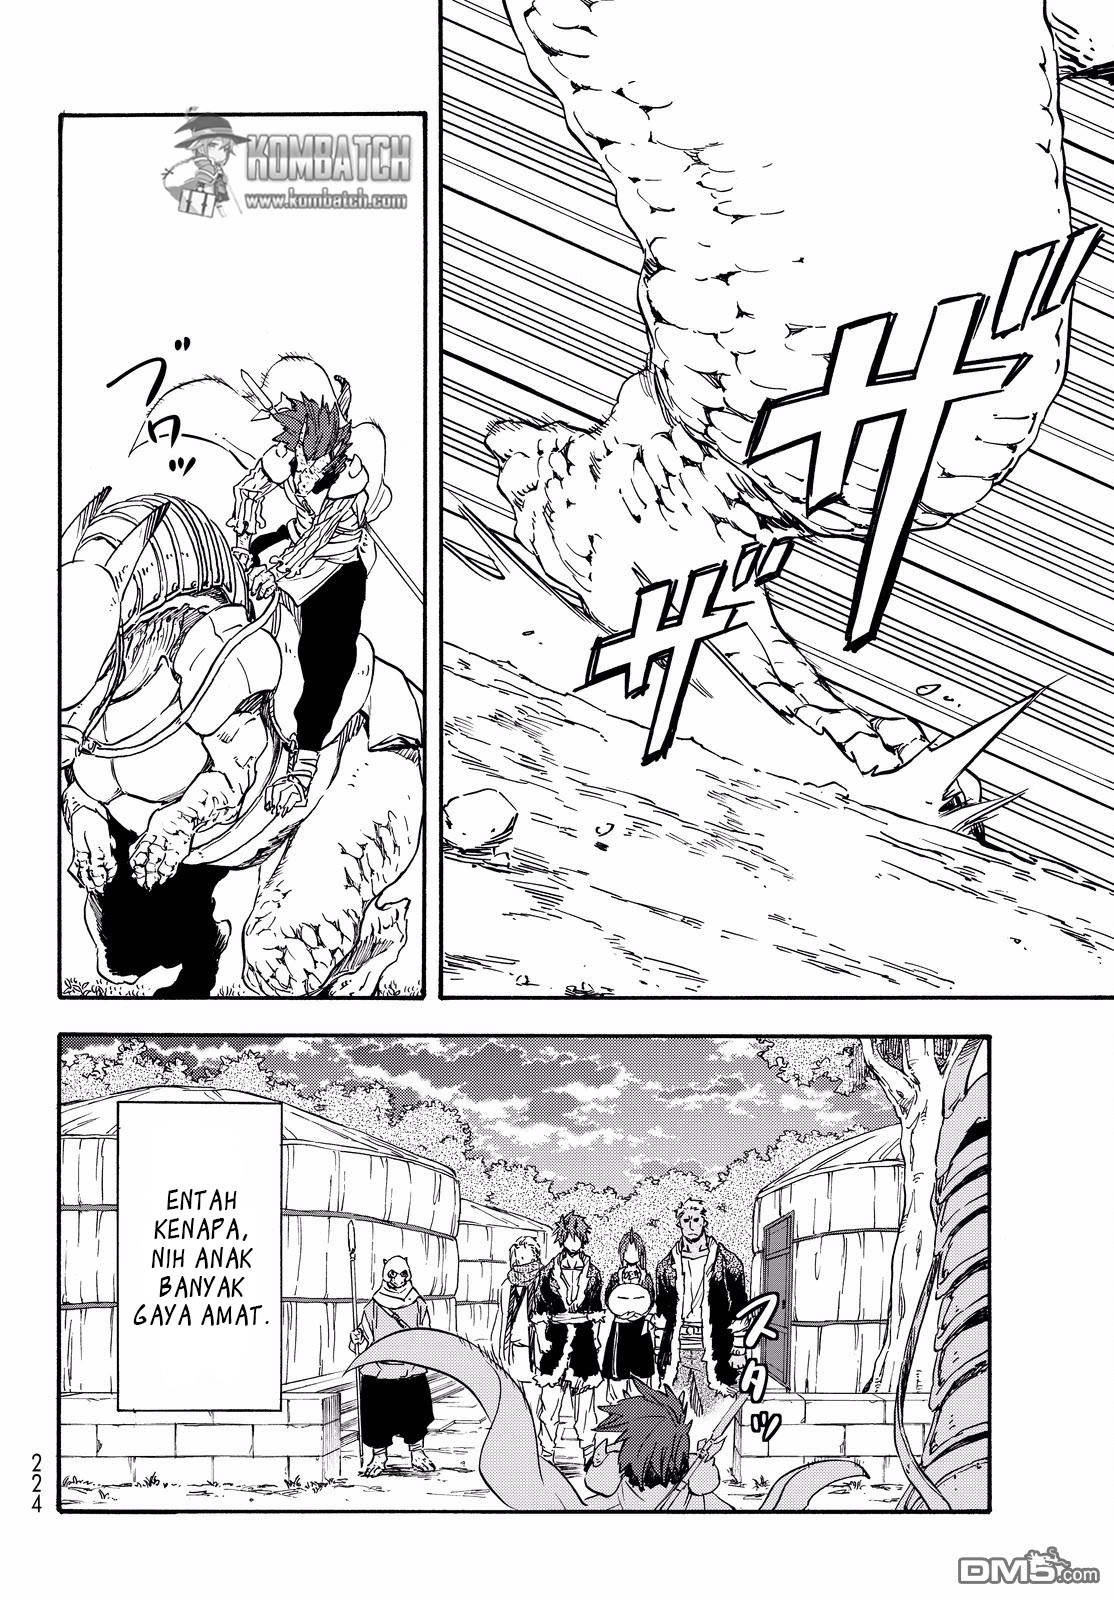 ザザ
KOMBATCH
www.kombatch.com
ブワッ
ENTAH
KENAPA,
NIH ANAK
BANYAK
GAYA AMAT.
スタッ
224
DM5.com